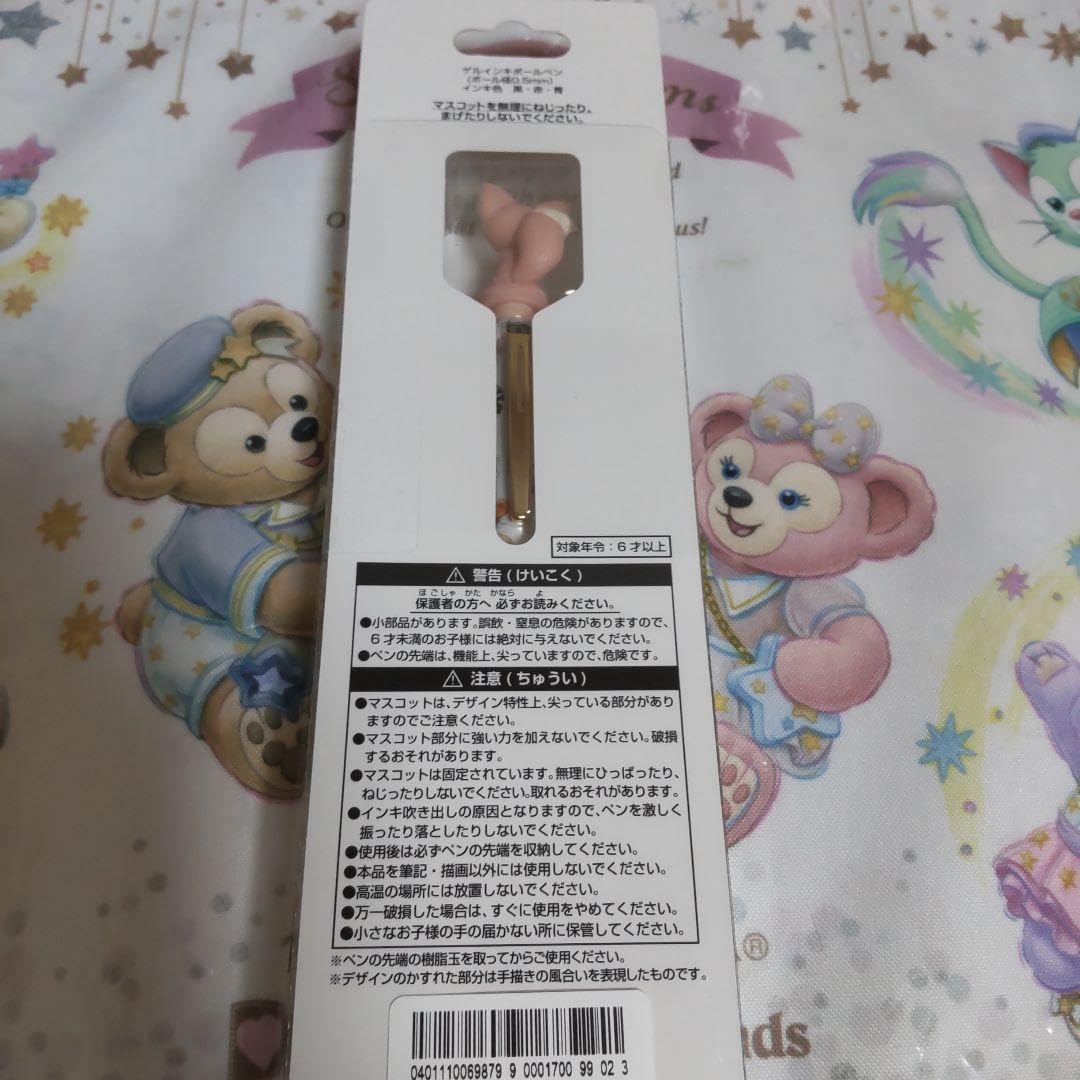 ゲルインキボールペン
(ボール径0.5mm)
インキ色 黒・赤・青
マスコットを無理にねじったり、
まげたりしないでください。
ns
us!
対象年令:6才以上
⚠ 警告(けいこく)
ほごしゃ かた かなら よ
保護者の方へ 必ずお読みください。
●小部品があります。誤飲・窒息の危険がありますので、
6才未満のお子様には絶対に与えないでください。
●ペンの先端は、機能上、尖っていますので、危険です。
⚠ 注意(ちゅうい)
●マスコットは、デザイン特性上、尖っている部分があり
ますのでご注意ください。
●マスコット部分に強い力を加えないでください。破損
するおそれがあります。
●マスコットは固定されています。無理にひっぱったり、
ねじったりしないでください。取れるおそれがあります。
●インキ吹き出しの原因となりますので、ペンを激しく
振ったり落としたりしないでください。
●使用後は必ずペンの先端を収納してください。
●本品を筆記・描画以外には使用しないでください。
●高温の場所には放置しないでください。
●万一破損した場合は、すぐに使用をやめてください。
●小さなお子様の手の届かない所に保管してください。
※ペンの先端の樹脂玉を取ってからご使用ください。
※デザインのかすれた部分は手描きの風合いを表現したものです。
®
nds
0401110069879 9 0001700 99 02 3